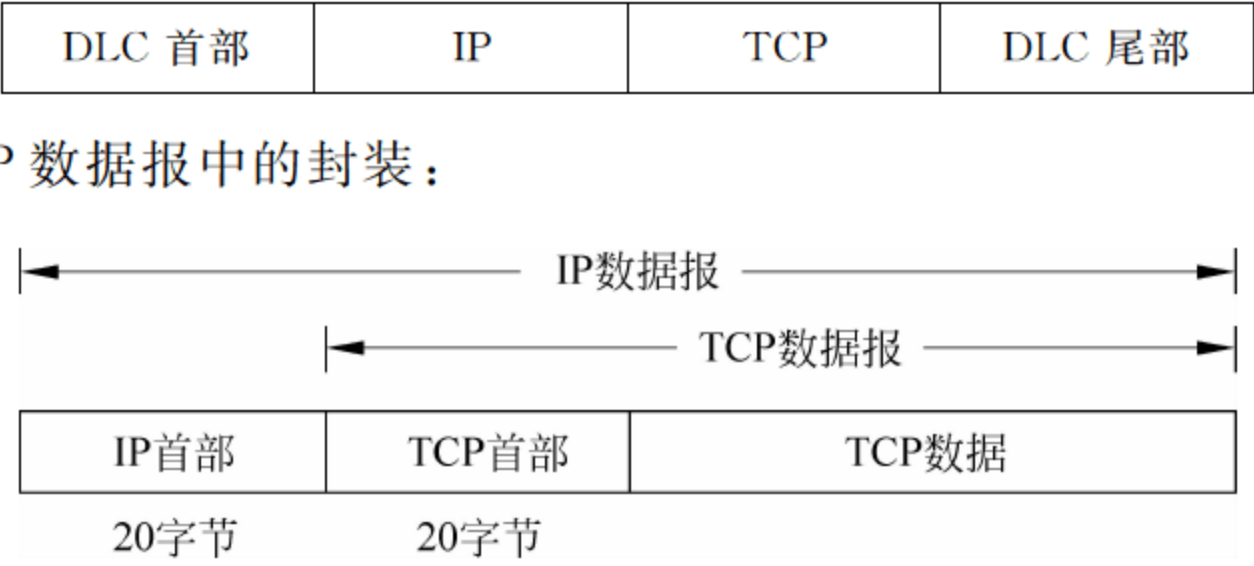 DLC 首部 IP TCP DLC 尾部
数据报中的封装：
IP数据报
TCP数据报
IP首部 TCP首部 TCP数据
20字节 20字节